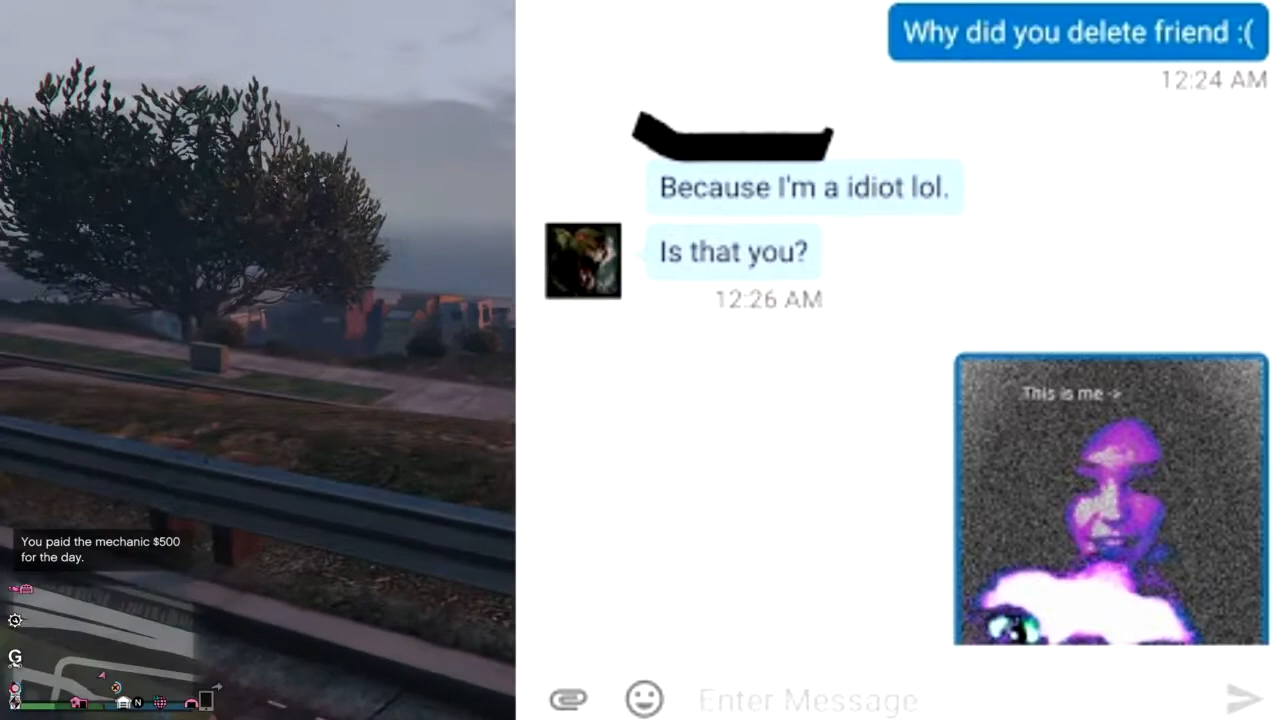 Why did you delete friend :(
12:24 AM
Because I'm a idiot lol.
Is that you?
12:26 AM
This is me ->
You paid the mechanic $500
for the day.
G
N
Enter Message